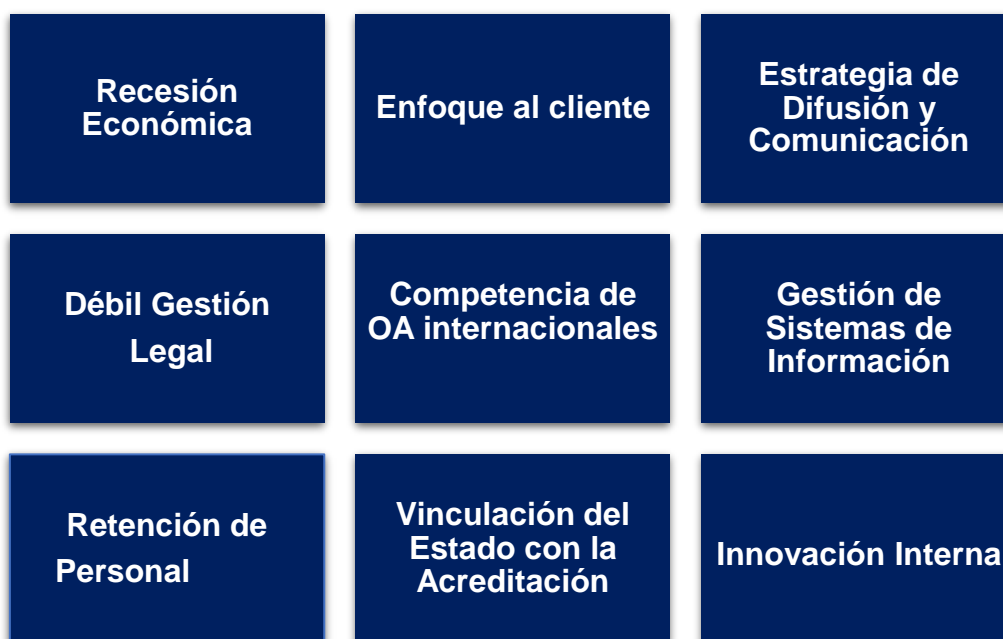 Recesión
Económica
Enfoque al cliente
Estrategia de
Difusión y
Comunicación
Débil Gestión
Legal
Competencia de
OA internacionales
Gestión de
Sistemas de
Información
Retención de
Personal
Vinculación del
Estado con la
Acreditación
Innovación Interna